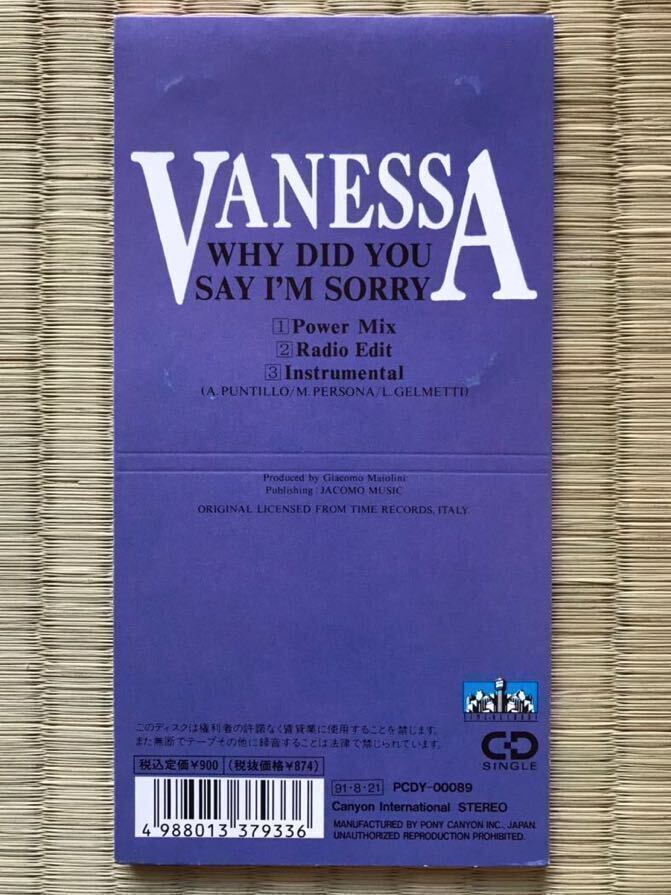 VANESSA
WHY DID YOU
SAY I'M SORRY
1 Power Mix
2 Radio Edit
3 Instrumental
(A. PUNTILLO/M. PERSONA/L. GELMETTI)
Produced by Giacomo Maiolini
Publishing : JACOMO MUSIC
ORIGINAL LICENSED FROM TIME RECORDS, ITALY.
このディスクは権利者の許諾なく賃貸業に使用することを禁じます。
また無断でテープその他に録音することは法律で禁じられています。
税込定価¥900 (税抜価格¥874)
4 988013 379336
CD
SINGLE
91・8・21 PCDY-00089
Canyon International STEREO
MANUFACTURED BY PONY CANYON INC., JAPAN.
UNAUTHORIZED REPRODUCTION PROHIBITED.